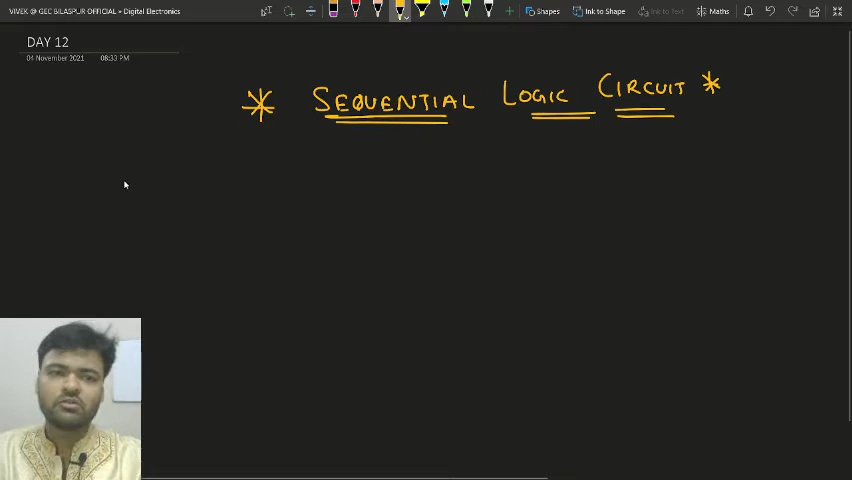 VIVEK @ GEC BILASPUR OFFICIAL » Digital Electronics
Shapes
Ink to Shape
Ink to Text
Maths
DAY 12
04 November 2021 08:33 PM
* SEQUENTIAL LOGIC CIRCUIT *